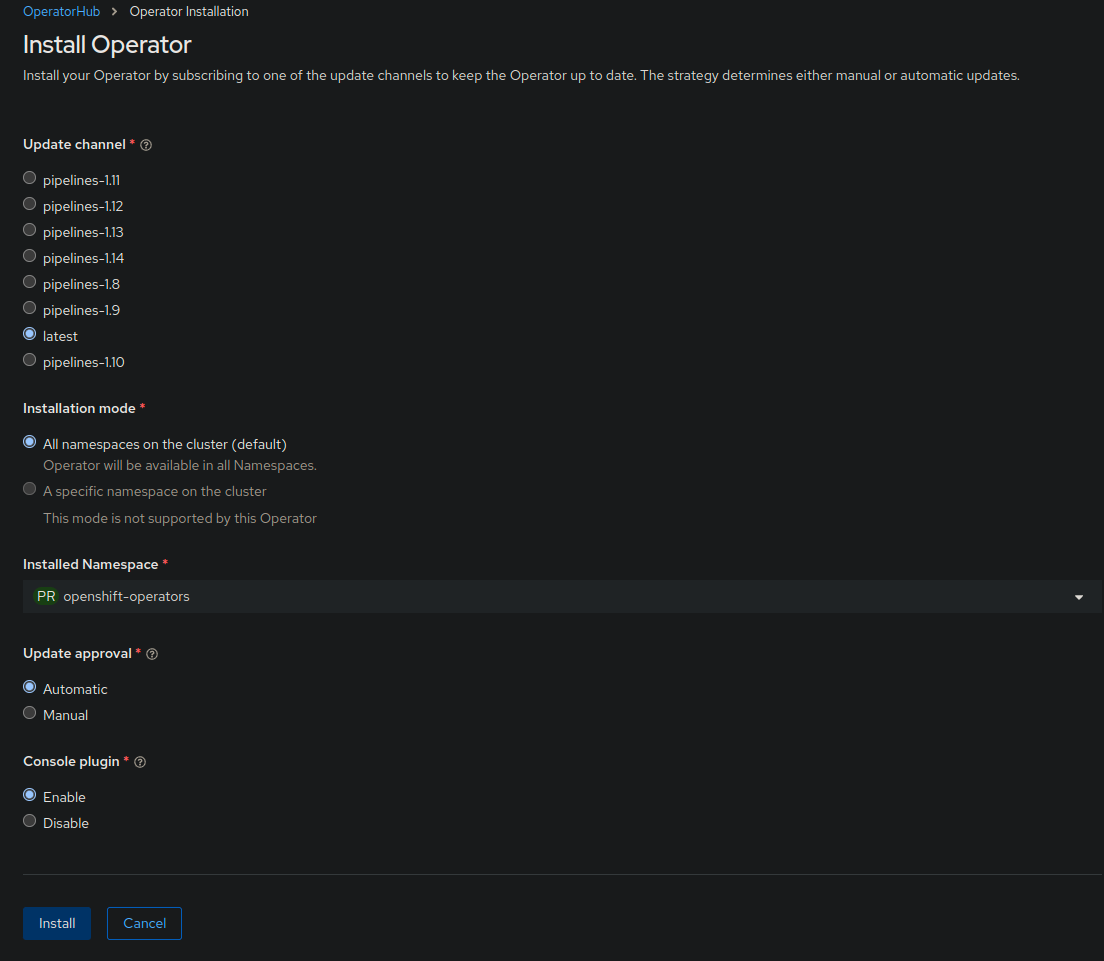 OperatorHub > Operator Installation
Install Operator
Install your Operator by subscribing to one of the update channels to keep the Operator up to date. The strategy determines either manual or automatic updates.
Update channel *
pipelines-1.11
pipelines-1.12
pipelines-1.13
pipelines-1.14
pipelines-1.8
pipelines-1.9
latest
pipelines-1.10
Installation mode *
All namespaces on the cluster (default)
Operator will be available in all Namespaces.
A specific namespace on the cluster
This mode is not supported by this Operator
Installed Namespace *
PR openshift-operators
Update approval *
Automatic
Manual
Console plugin *
Enable
Disable
Install Cancel